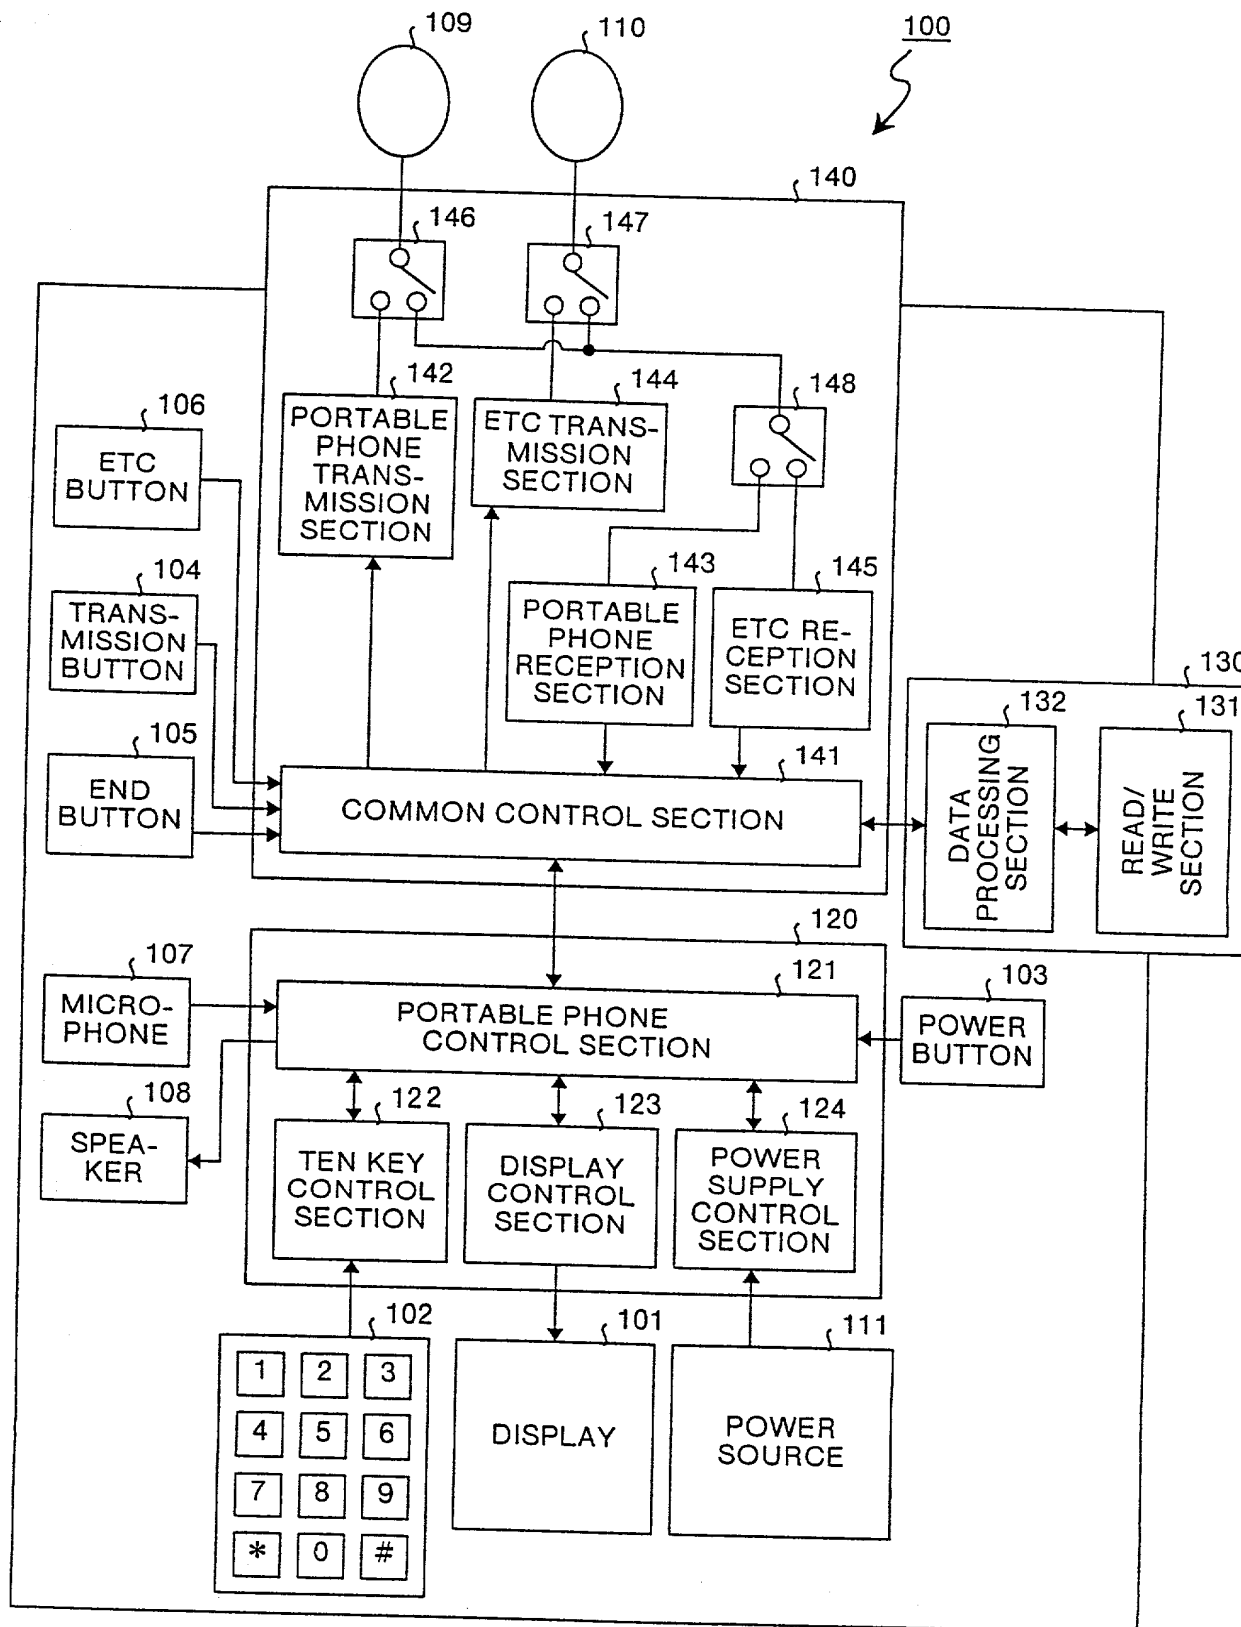 109
110
100
140
146
147
142
144
148
106
PORTABLE
PHONE
TRANS-
MISSION
SECTION
ETC TRANS-
MISSION
SECTION
ETC
BUTTON
104
143
145
TRANS-
MISSION
BUTTON
PORTABLE
PHONE
RECEPTION
SECTION
ETC RE-
CEPTION
SECTION
130
132
131
105
141
END
BUTTON
COMMON CONTROL SECTION
DATA
PROCESSING
SECTION
READ/
WRITE
SECTION
120
107
121
103
MICRO-
PHONE
PORTABLE PHONE
CONTROL SECTION
POWER
BUTTON
108
122
123
124
SPEA-
KER
TEN KEY
CONTROL
SECTION
DISPLAY
CONTROL
SECTION
POWER
SUPPLY
CONTROL
SECTION
102
101
111
1 2 3
4 5 6
7 8 9
* 0 #
DISPLAY
POWER
SOURCE